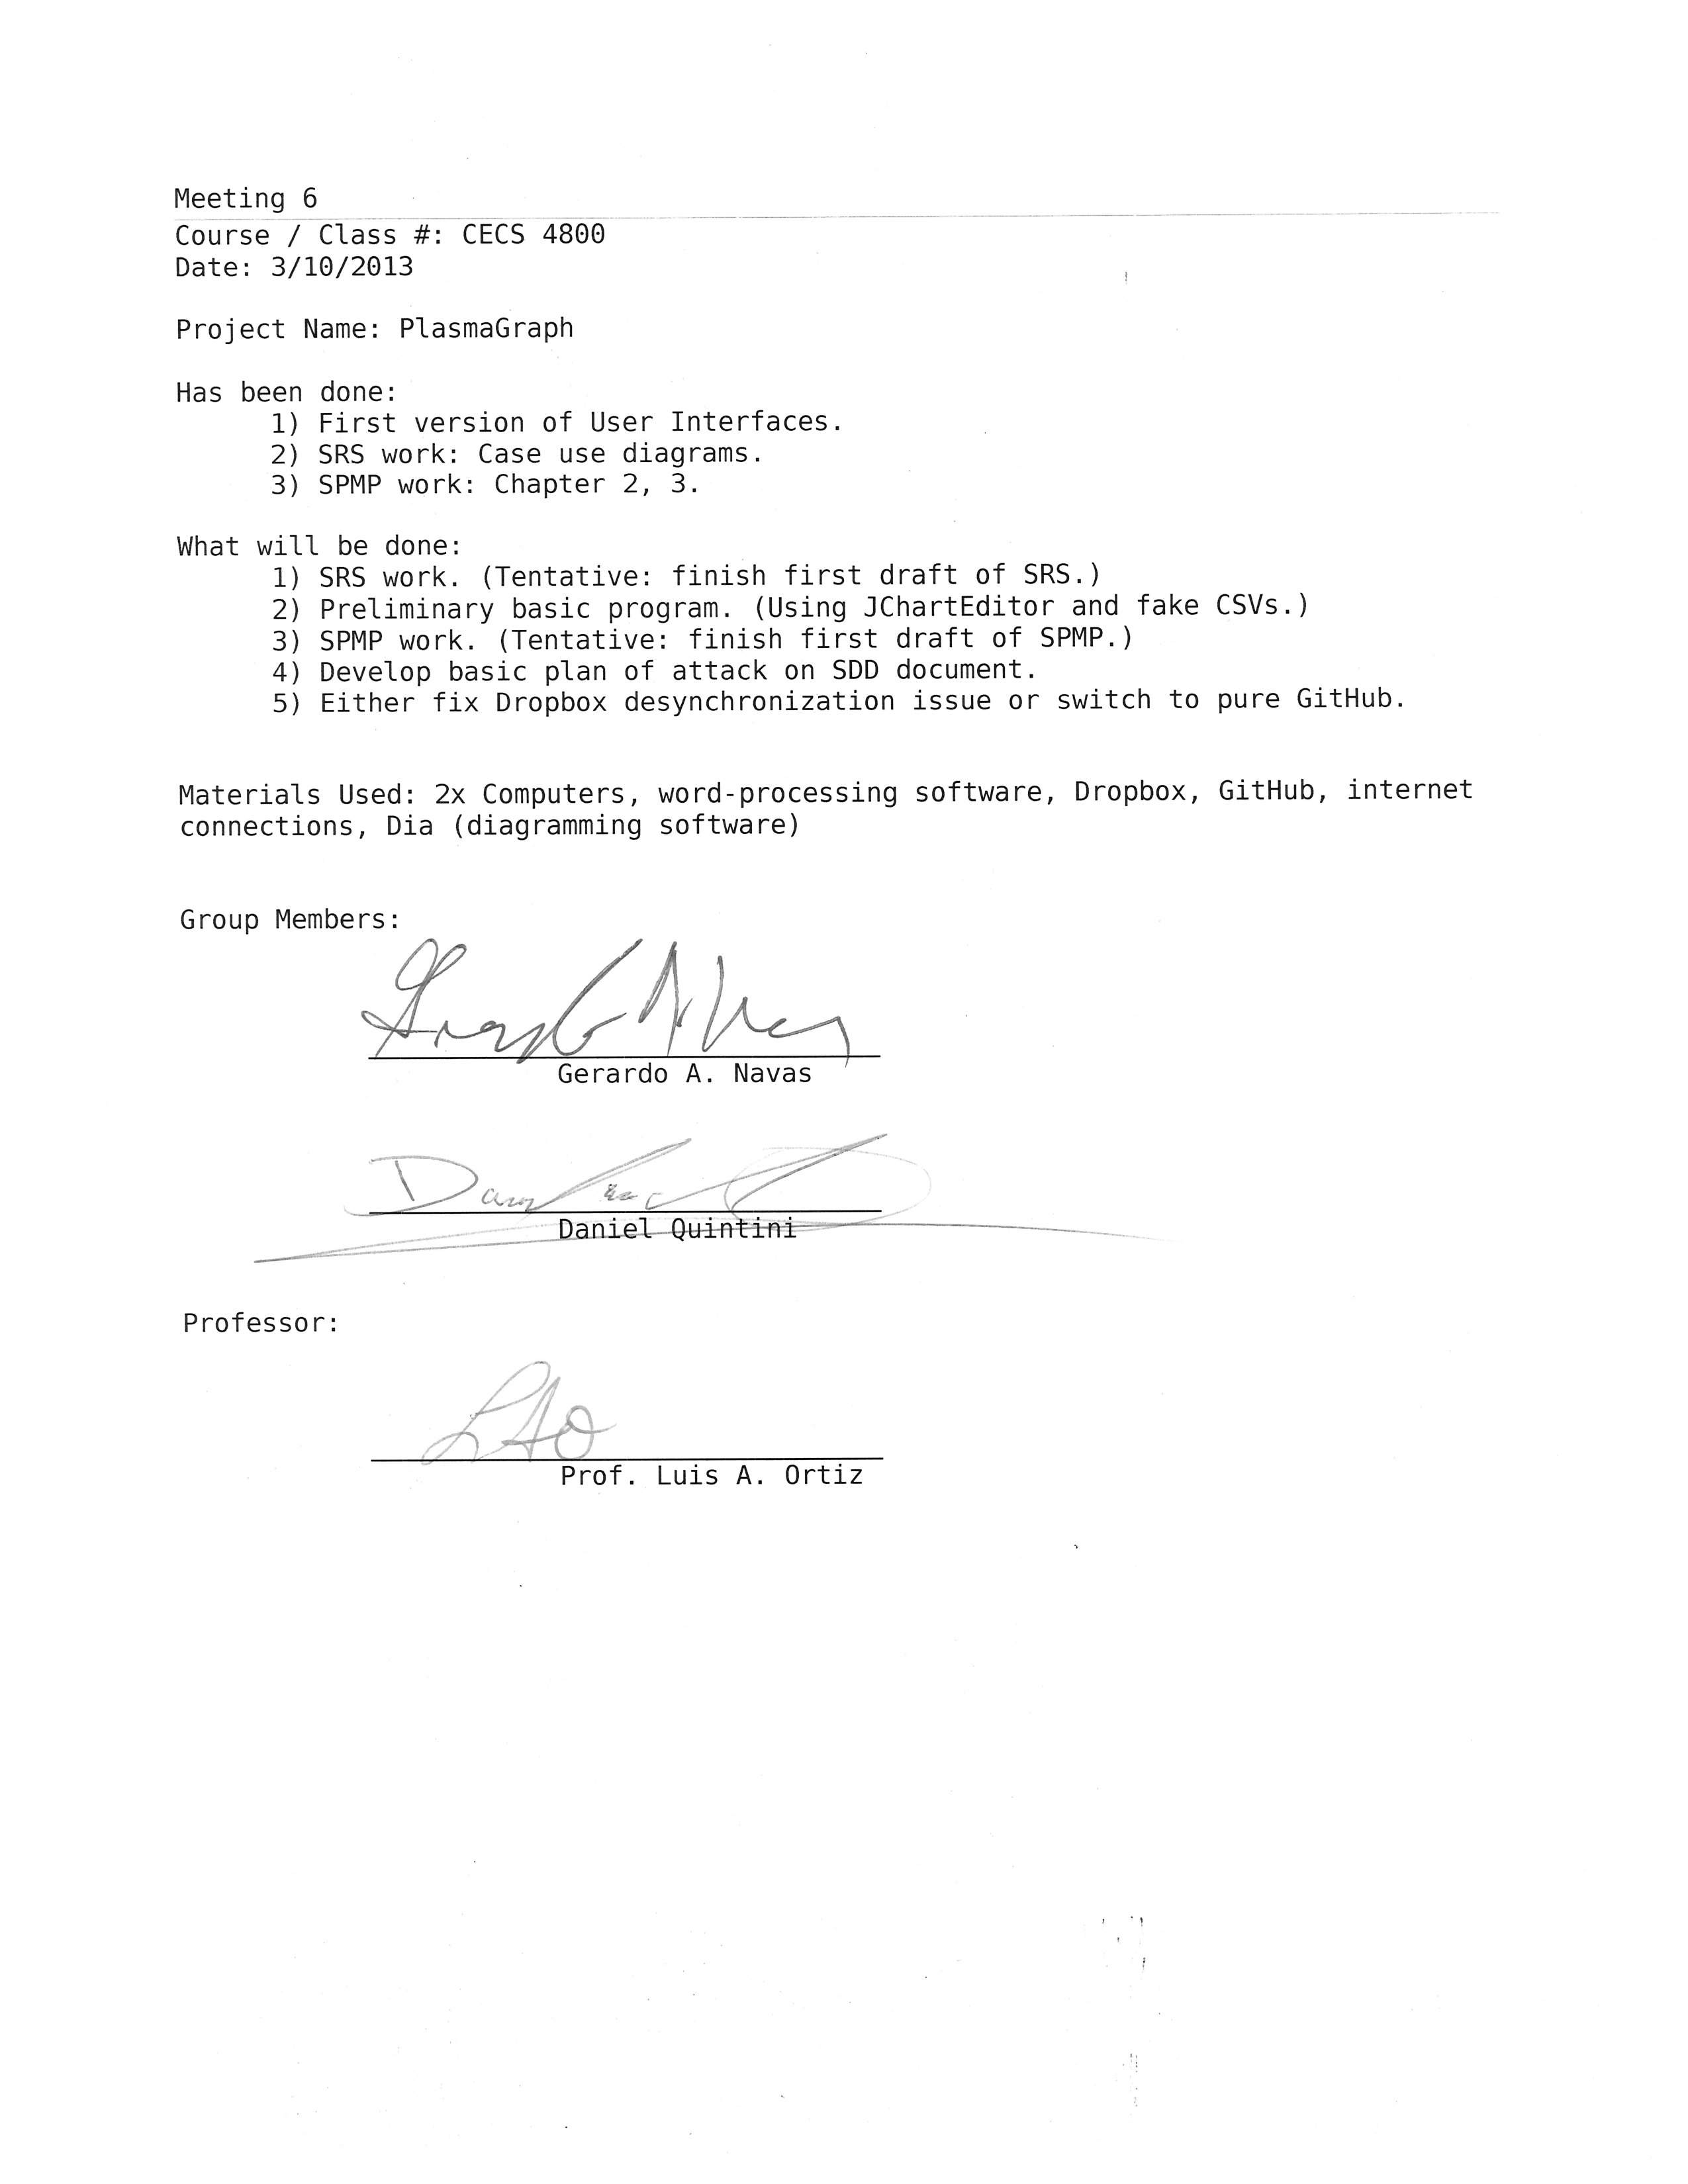 Meeting 6
Course / Class #: CECS 4800
Date: 3/10/2013
Project Name: PlasmaGraph
Has been done:
1) First version of User Interfaces.
2) SRS work: Case use diagrams.
3) SPMP work: Chapter 2, 3.
What will be done:
1) SRS work. (Tentative: finish first draft of SRS.)
2) Preliminary basic program. (Using JChartEditor and fake CSVs.)
3) SPMP work. (Tentative: finish first draft of SPMP.)
4) Develop basic plan of attack on SDD document.
5) Either fix Dropbox desynchronization issue or switch to pure GitHub.
Materials Used: 2x Computers, word-processing software, Dropbox, GitHub, internet
connections, Dia (diagramming software)
Group Members:
Gerardo A. Navas
Daniel Quintini
Professor:
LAO
Prof. Luis A. Ortiz